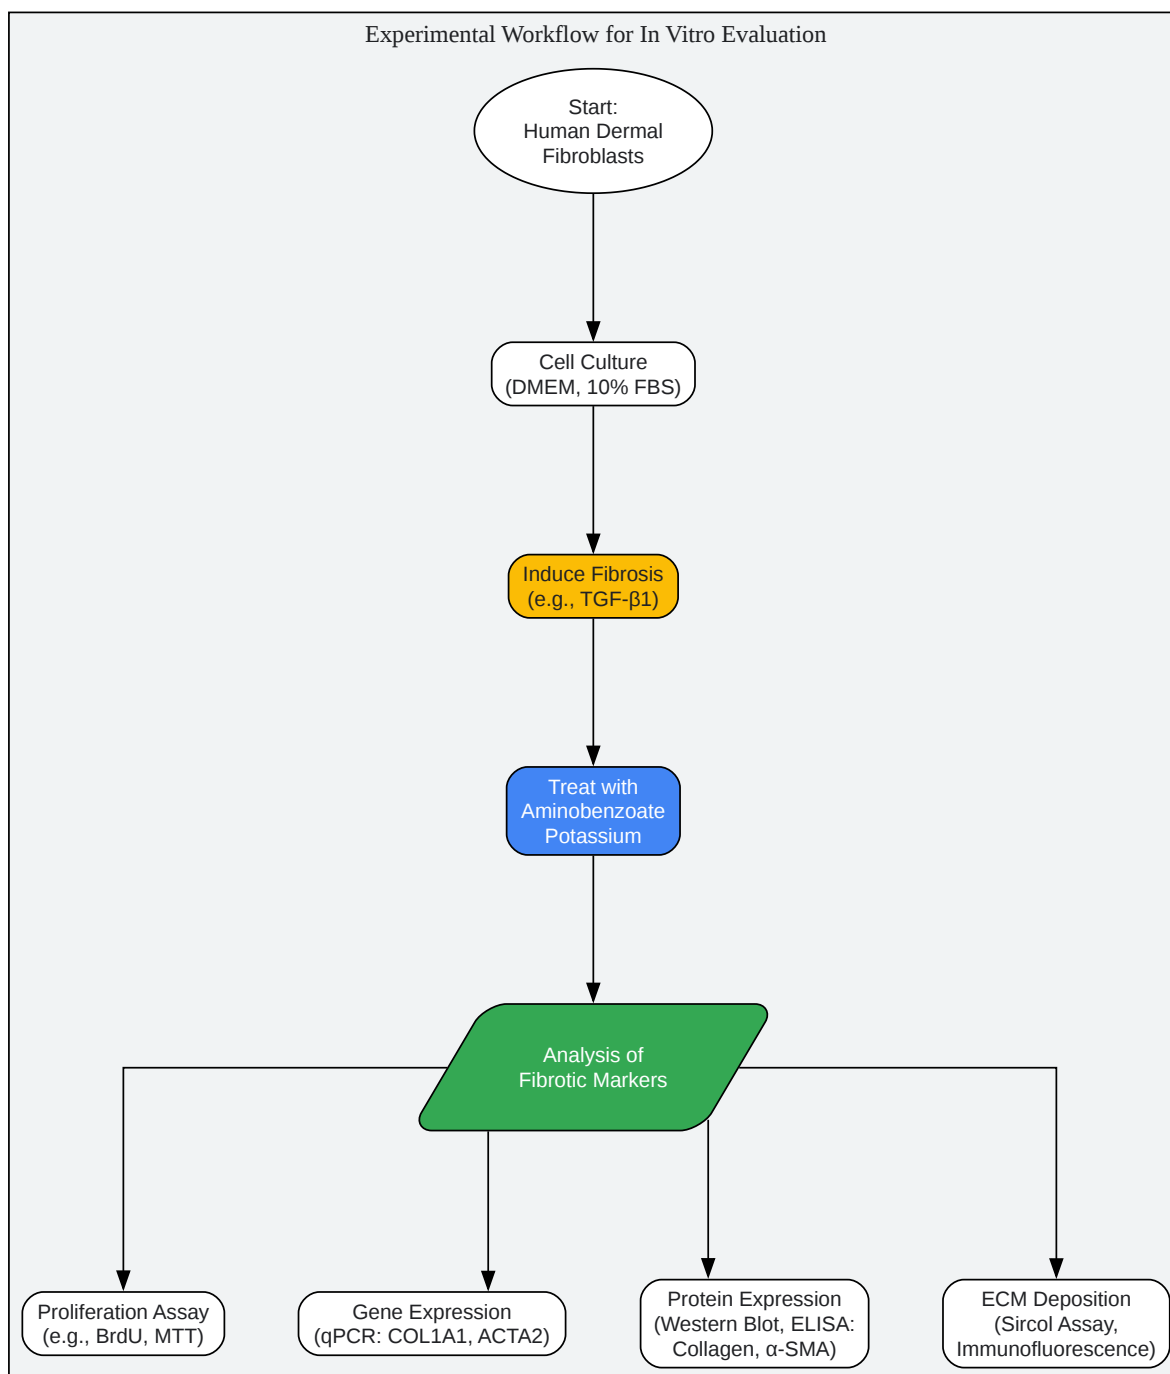 Experimental Workflow for In Vitro Evaluation
Start:
Human Dermal
Fibroblasts
Cell Culture
(DMEM, 10% FBS)
Induce Fibrosis
(e.g., TGF-β1)
Treat with
Aminobenzoate
Potassium
Analysis of
Fibrotic Markers
Proliferation Assay
(e.g., BrdU, MTT)
Gene Expression
(qPCR: COL1A1, ACTA2)
Protein Expression
(Western Blot, ELISA:
Collagen, α-SMA)
ECM Deposition
(Sircol Assay,
Immunofluorescence)